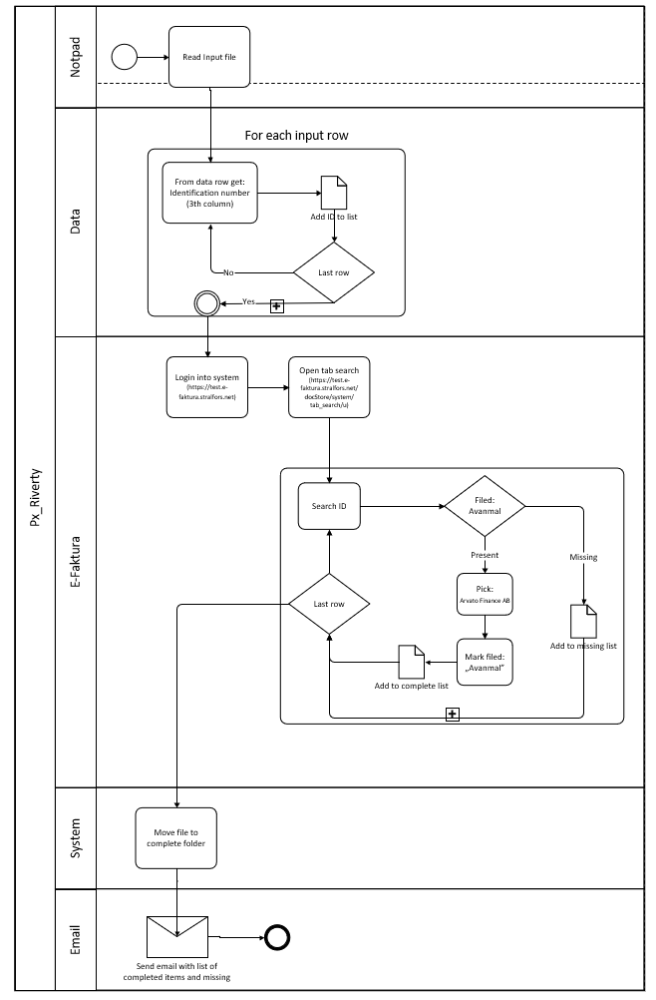 Px_Riverty
Notpad
Read Input file
Data
For each input row
From data row get:
Identification number
(3th column)
Add ID to list
Last row
No
Yes
E-Faktura
Login into system
(https://test.e-
faktura.stralfors.net)
Open tab search
(https://test.e-
faktura.stralfors.net/
docStore/system/
tab_search/u)
Search ID
Filed:
Avanmal
Present
Missing
Pick:
Arvato Finance AB
Last row
Mark filed:
„Avanmal”
Add to missing list
Add to complete list
System
Move file to
complete folder
Email
Send email with list of
completed items and missing